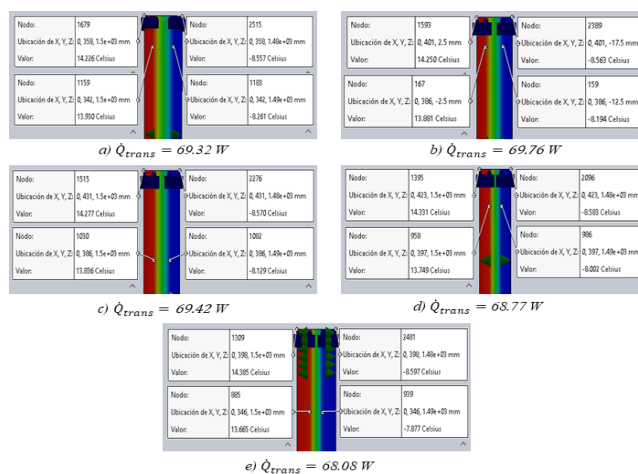 Nodo: 1679
Ubicación de X, Y, Z: 0, 358, 1.5e+03 mm
Valor: 14.226 Celsius
Nodo: 2515
Ubicación de X, Y, Z: 0, 358, 1.48e+03 mm
Valor: -8.557 Celsius
Nodo: 1159
Ubicación de X, Y, Z: 0, 342, 1.5e+03 mm
Valor: 13.930 Celsius
Nodo: 1183
Ubicación de X, Y, Z: 0, 342, 1.49e+03 mm
Valor: -8.261 Celsius
a) Q̇trans = 69.32 W
Nodo: 1593
Ubicación de X, Y, Z: 0, 401, 2.5 mm
Valor: 14.250 Celsius
Nodo: 2389
Ubicación de X, Y, Z: 0, 401, -17.5 mm
Valor: -8.563 Celsius
Nodo: 167
Ubicación de X, Y, Z: 0, 386, -2.5 mm
Valor: 13.881 Celsius
Nodo: 159
Ubicación de X, Y, Z: 0, 386, -12.5 mm
Valor: -8.194 Celsius
b) Q̇trans = 69.76 W
Nodo: 1515
Ubicación de X, Y, Z: 0, 431, 1.5e+03 mm
Valor: 14.277 Celsius
Nodo: 2276
Ubicación de X, Y, Z: 0, 431, 1.48e+03 mm
Valor: -8.570 Celsius
Nodo: 1030
Ubicación de X, Y, Z: 0, 386, 1.5e+03 mm
Valor: 13.836 Celsius
Nodo: 1082
Ubicación de X, Y, Z: 0, 386, 1.49e+03 mm
Valor: -8.129 Celsius
c) Q̇trans = 69.42 W
Nodo: 1395
Ubicación de X, Y, Z: 0, 423, 1.5e+03 mm
Valor: 14.331 Celsius
Nodo: 2096
Ubicación de X, Y, Z: 0, 423, 1.48e+03 mm
Valor: -8.583 Celsius
Nodo: 958
Ubicación de X, Y, Z: 0, 397, 1.5e+03 mm
Valor: 13.749 Celsius
Nodo: 986
Ubicación de X, Y, Z: 0, 397, 1.49e+03 mm
Valor: -8.002 Celsius
d) Q̇trans = 68.77 W
Nodo: 1309
Ubicación de X, Y, Z: 0, 398, 1.5e+03 mm
Valor: 14.385 Celsius
Nodo: 2481
Ubicación de X, Y, Z: 0, 398, 1.48e+03 mm
Valor: -8.597 Celsius
Nodo: 885
Ubicación de X, Y, Z: 0, 346, 1.5e+03 mm
Valor: 13.665 Celsius
Nodo: 939
Ubicación de X, Y, Z: 0, 346, 1.49e+03 mm
Valor: -7.877 Celsius
e) Q̇trans = 68.08 W